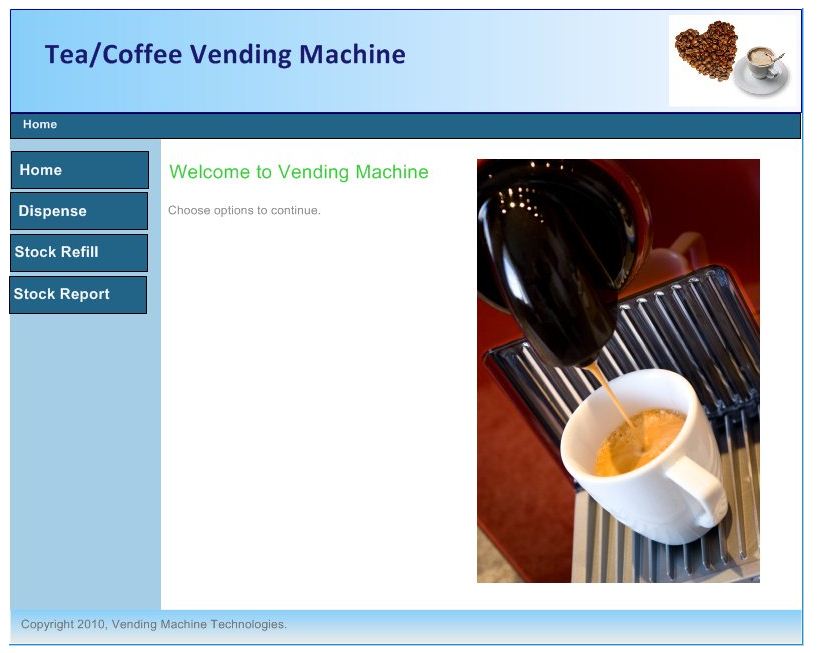 Tea/Coffee Vending Machine
Home
Home
Dispense
Stock Refill
Stock Report
Welcome to Vending Machine
Choose options to continue.
Copyright 2010, Vending Machine Technologies.